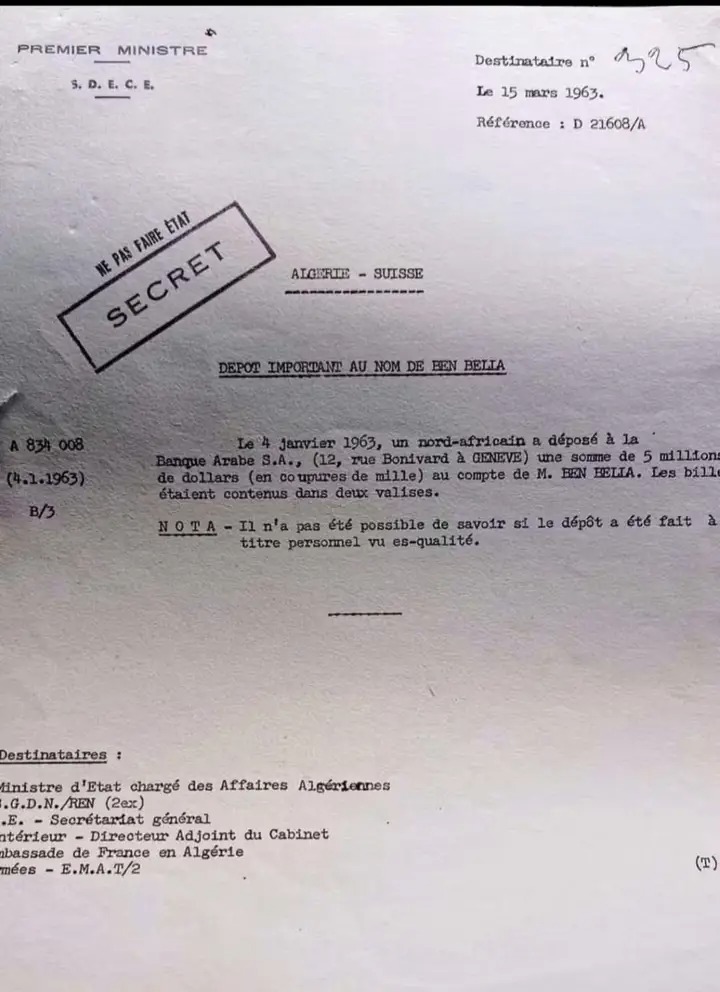 PREMIER MINISTRE
S. D. E. C. E.
Destinataire n° 325
Le 15 mars 1963.
Référence : D 21608/A
NE PAS FAIRE ÉTAT
SECRET
ALGERIE - SUISSE
DEPOT IMPORTANT AU NOM DE BEN BELLA
A 834 008
(4.1.1963)
B/3
Le 4 janvier 1963, un nord-africain a déposé à la
Banque Arabe S.A., (12, rue Bonivard à GENEVE) une somme de 5 millions
de dollars (en coupures de mille) au compte de M. BEN BELLA. Les bille
étaient contenus dans deux valises.
N O T A - Il n'a pas été possible de savoir si le dépôt a été fait à
titre personnel vu es-qualité.
Destinataires :
Ministre d'Etat chargé des Affaires Algériennes
.G.D.N./REN (2ex)
.E. - Secrétariat général
ntérieur - Directeur Adjoint du Cabinet
mbassade de France en Algérie
mées - E.M.A.T/2
(T)